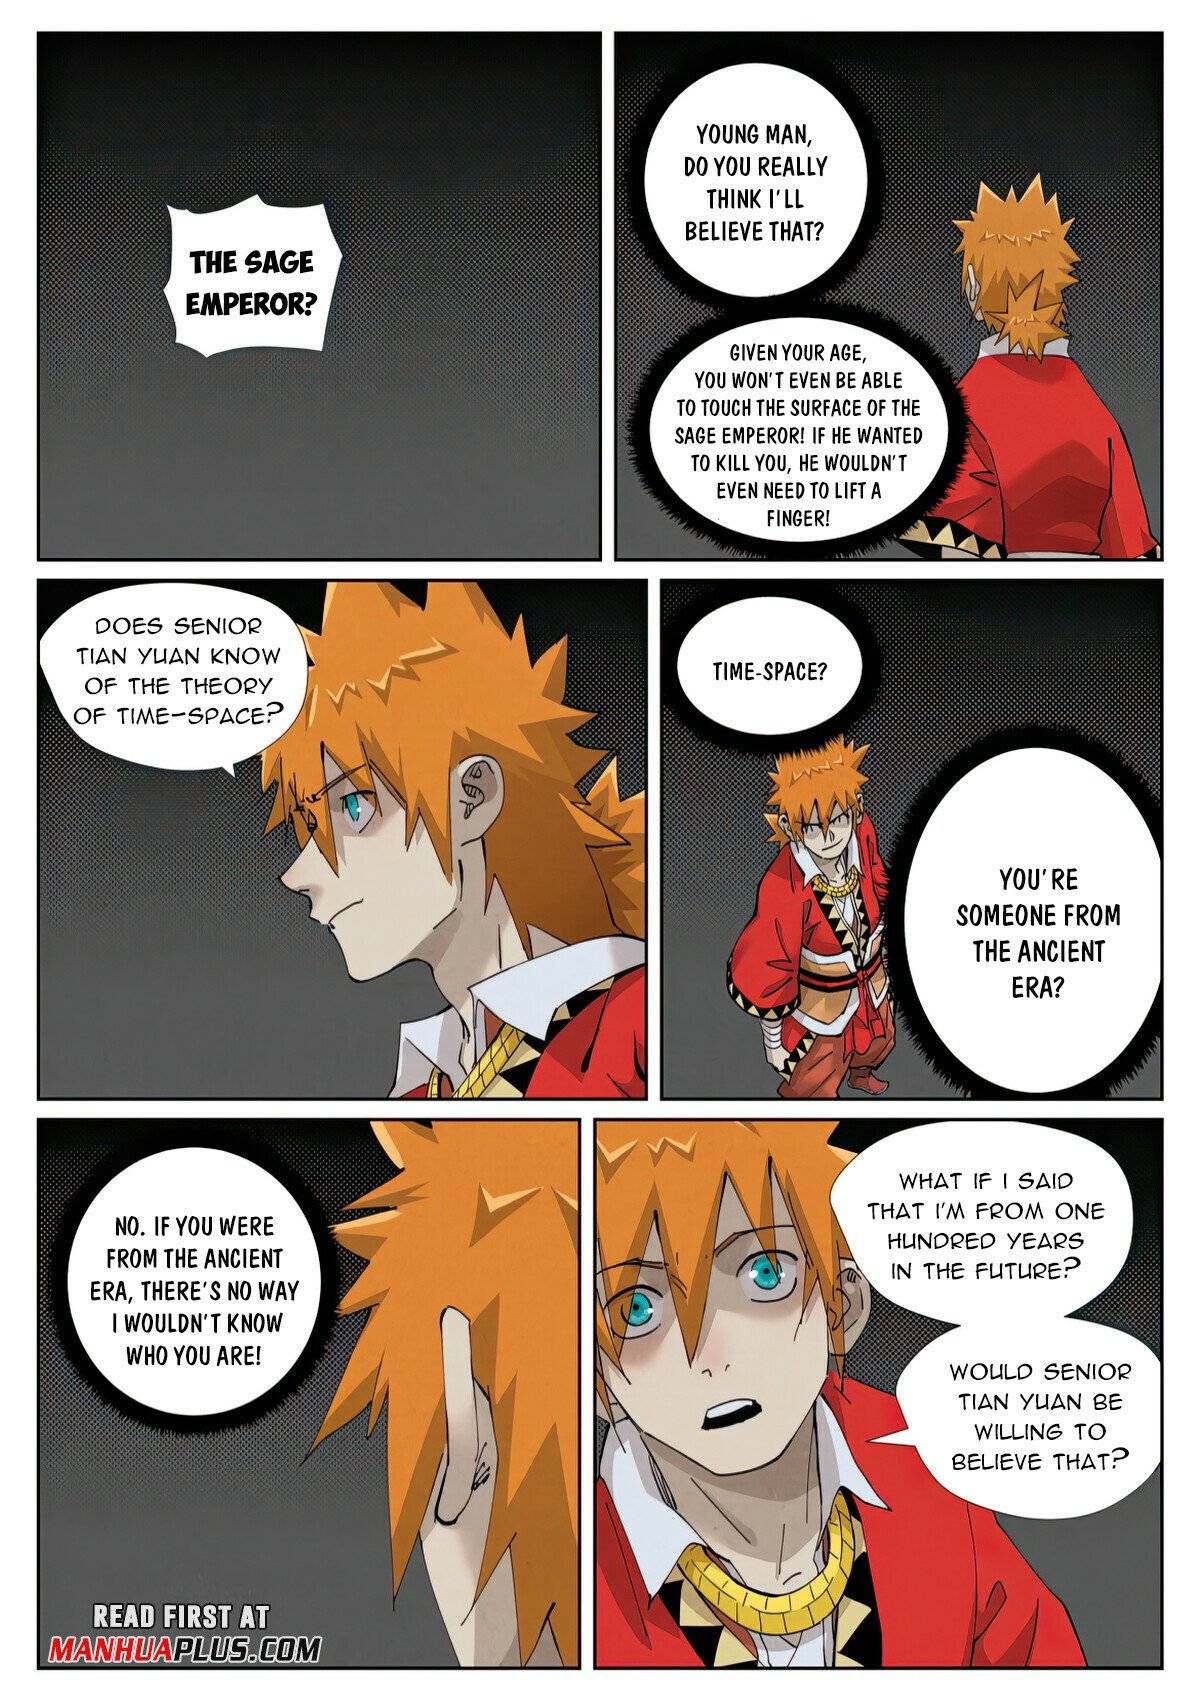 THE SAGE
EMPEROR?
YOUNG MAN,
DO YOU REALLY
THINK I'LL
BELIEVE THAT?
GIVEN YOUR AGE,
YOU WON'T EVEN BE ABLE
TO TOUCH THE SURFACE OF THE
SAGE EMPEROR! IF HE WANTED
TO KILL YOU, HE WOULDN'T
EVEN NEED TO LIFT A
FINGER!
DOES SENIOR
TIAN YUAN KNOW
OF THE THEORY
OF TIME-SPACE?
TIME-SPACE?
YOU'RE
SOMEONE FROM
THE ANCIENT
ERA?
NO. IF YOU WERE
FROM THE ANCIENT
ERA, THERE'S NO WAY
I WOULDN'T KNOW
WHO YOU ARE!
WHAT IF I SAID
THAT I'M FROM ONE
HUNDRED YEARS
IN THE FUTURE?
WOULD SENIOR
TIAN YUAN BE
WILLING TO
BELIEVE THAT?
READ FIRST AT
MANHUAPLUS.COM